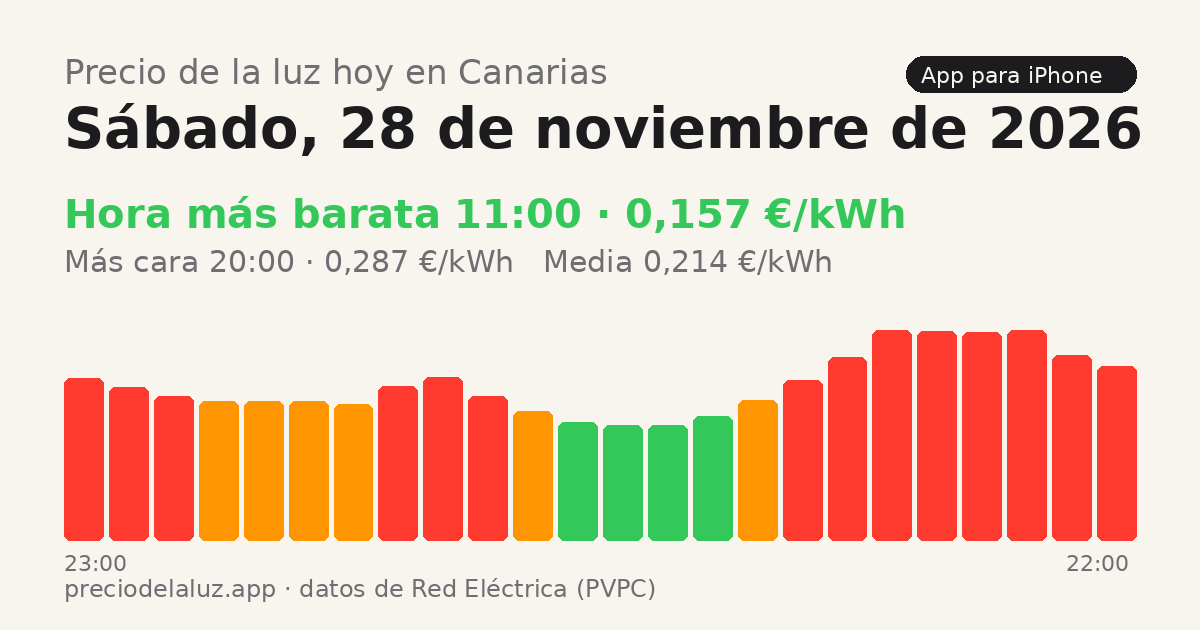 Precio de la luz hoy en Canarias
App para iPhone
Sábado, 28 de noviembre de 2026
Hora más barata 11:00 · 0,157 €/kWh
Más cara 20:00 · 0,287 €/kWh Media 0,214 €/kWh
23:00
22:00
preciodelaluz.app · datos de Red Eléctrica (PVPC)